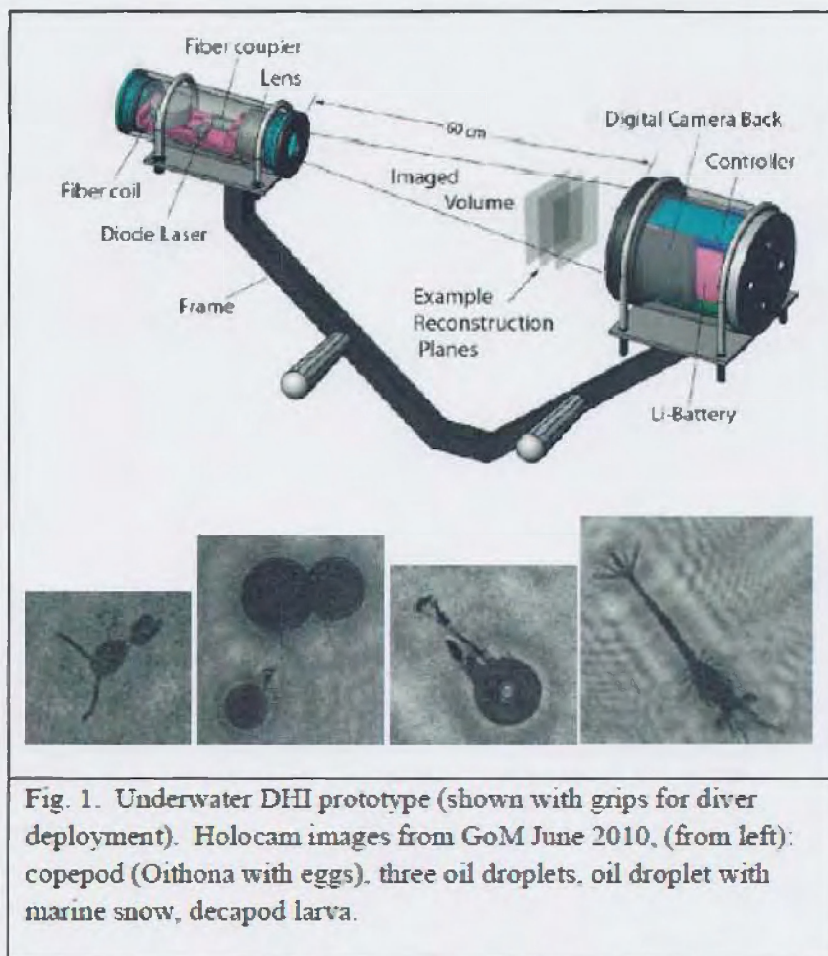 Fiber coupler
Lens
60 cm
Digital Camera Back
Controller
Imaged
Volume
Fiber coil
Diode Laser
Frame
Example
Reconstruction
Planes
Li-Battery
Fig. 1. Underwater DHI prototype (shown with grips for diver
deployment). Holocam images from GoM June 2010, (from left):
copepod (Oithona with eggs), three oil droplets, oil droplet with
marine snow, decapod larva.